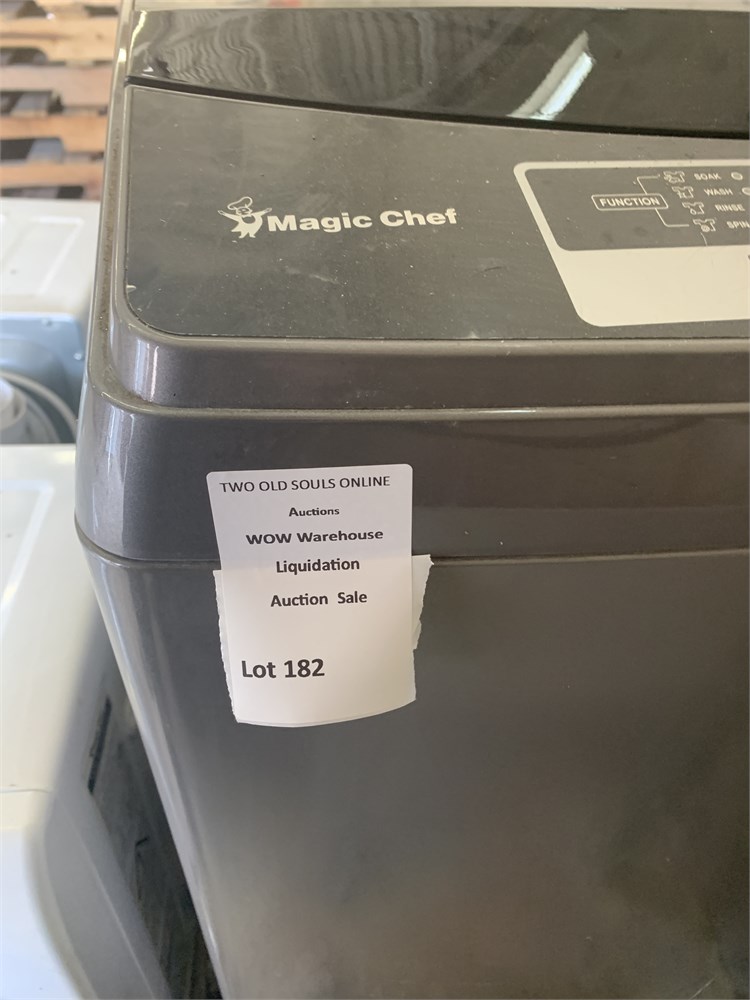 Magic Chef
FUNCTION
SOAK
WASH
RINSE
SPIN
TWO OLD SOULS ONLINE
Auctions
WOW Warehouse
Liquidation
Auction Sale
Lot 182